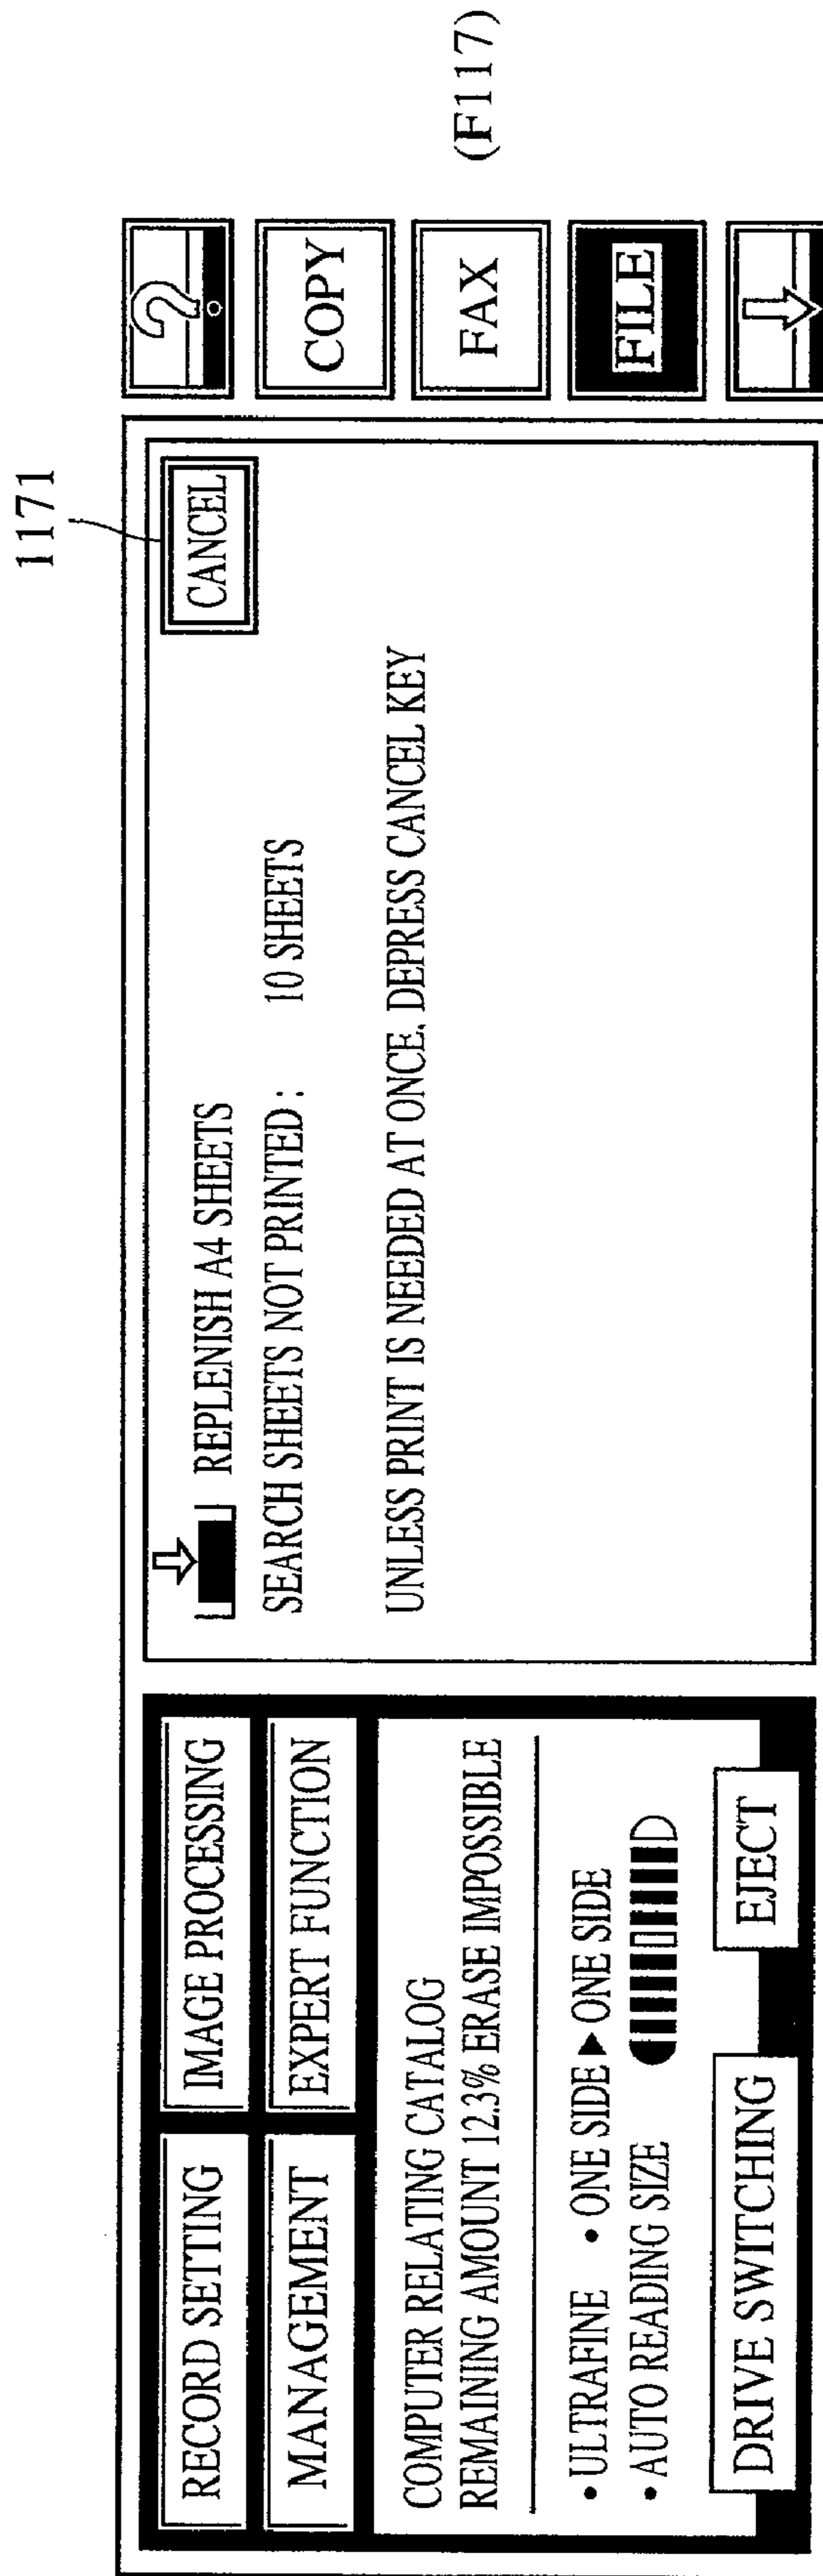 1171
(F117)
RECORD SETTING
IMAGE PROCESSING
MANAGEMENT
EXPERT FUNCTION
COMPUTER RELATING CATALOG
REMAINING AMOUNT 12.3% ERASE IMPOSSIBLE
• ULTRAFINE • ONE SIDE ▶ ONE SIDE
• AUTO READING SIZE
DRIVE SWITCHING
EJECT
REPLENISH A4 SHEETS
SEARCH SHEETS NOT PRINTED : 10 SHEETS
UNLESS PRINT IS NEEDED AT ONCE, DEPRESS CANCEL KEY
CANCEL
?
COPY
FAX
FILE